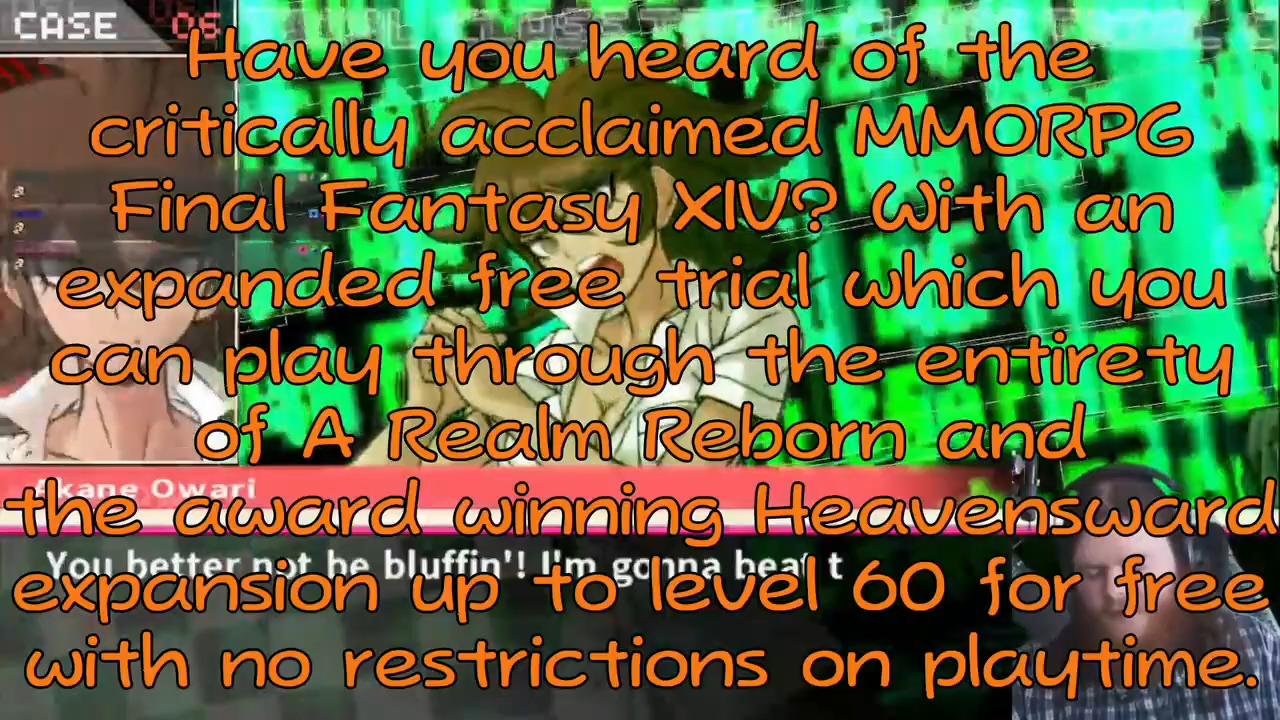 CASE 06
Have you heard of the
critically acclaimed MMORPG
Final Fantasy XIV? With an
expanded free trial which you
can play through the entirety
of A Realm Reborn and
Akane Owari
the award winning Heavensward
You better not be bluffin'! I'm gonna beat t
expansion up to level 60 for free
with no restrictions on playtime.